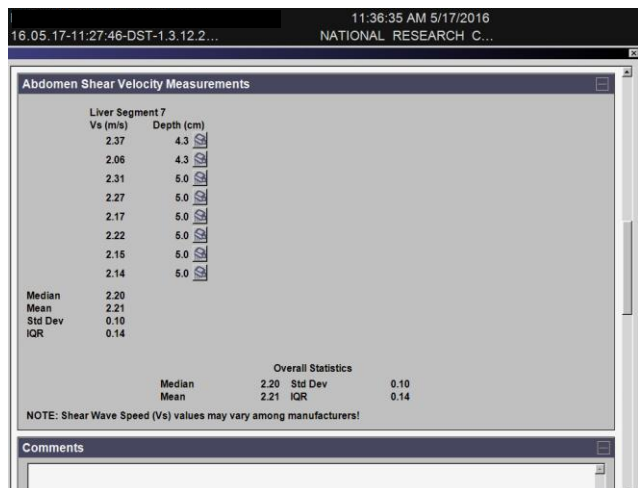 11:36:35 AM 5/17/2016
16.05.17-11:27:46-DST-1.3.12.2... NATIONAL RESEARCH C...
Abdomen Shear Velocity Measurements
Liver Segment 7
Vs (m/s) Depth (cm)
2.37 4.3
2.06 4.3
2.31 5.0
2.27 5.0
2.17 5.0
2.22 5.0
2.15 5.0
2.14 5.0
Median 2.20
Mean 2.21
Std Dev 0.10
IQR 0.14
Overall Statistics
Median 2.20 Std Dev 0.10
Mean 2.21 IQR 0.14
NOTE: Shear Wave Speed (Vs) values may vary among manufacturers!
Comments